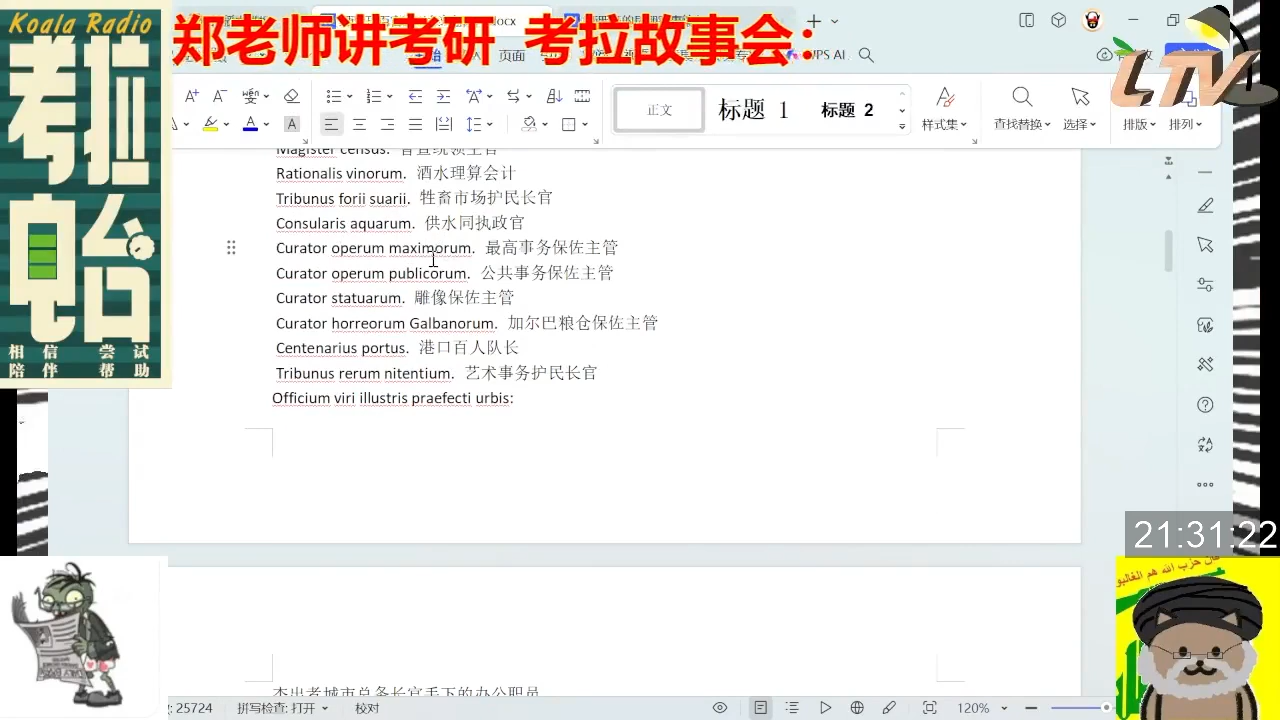 Koala Radio
考拉电台
相信 尝试
陪伴 帮助
郑老师讲考研 考拉故事会：
.ocx
页面
WPS AI
LTV
正文
标题 1
标题 2
样式集
查找替换
选择
排版
排列
Rationalis vinorum. 酒水理算会计
Tribunus forii suarii. 牲畜市场护民长官
Consularis aquarum. 供水同执政官
Curator operum maximorum. 最高事务保佐主管
Curator operum publicorum. 公共事务保佐主管
Curator statuarum. 雕像保佐主管
Curator horreorum Galbanorum. 加尔巴粮仓保佐主管
Centenarius portus. 港口百人队长
Tribunus rerum nitentium. 艺术事务护民长官
Officium viri illustris praefecti urbis:
21:31:22
: 25724
拼写检查: 打开
校对
120%